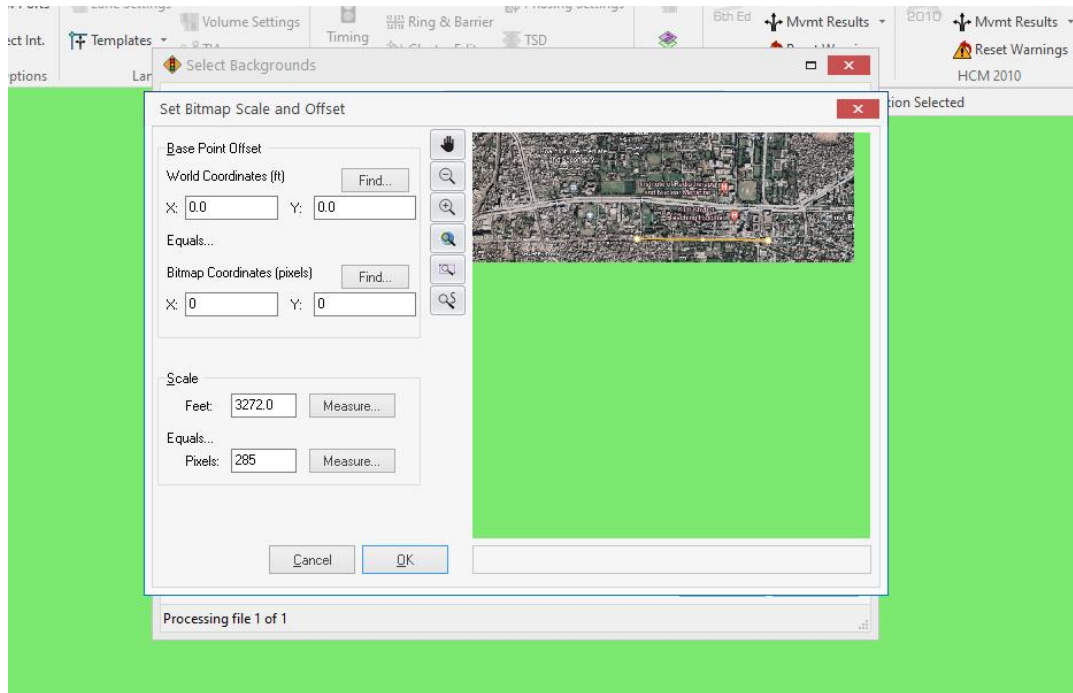 Volume Settings
Timing
Ring & Barrier
TSD
6th Ed
Mvmt Results
2010
Mvmt Results
ect Int.
Templates
Reset Warnings
ptions
Lar
HCM 2010
Select Backgrounds
ion Selected
Set Bitmap Scale and Offset
Base Point Offset
World Coordinates (ft)
Find...
X: 0.0 Y: 0.0
Equals...
Bitmap Coordinates (pixels)
Find...
X: 0 Y: 0
Scale
Feet: 3272.0 Measure...
Equals...
Pixels: 285 Measure...
Cancel OK
Processing file 1 of 1